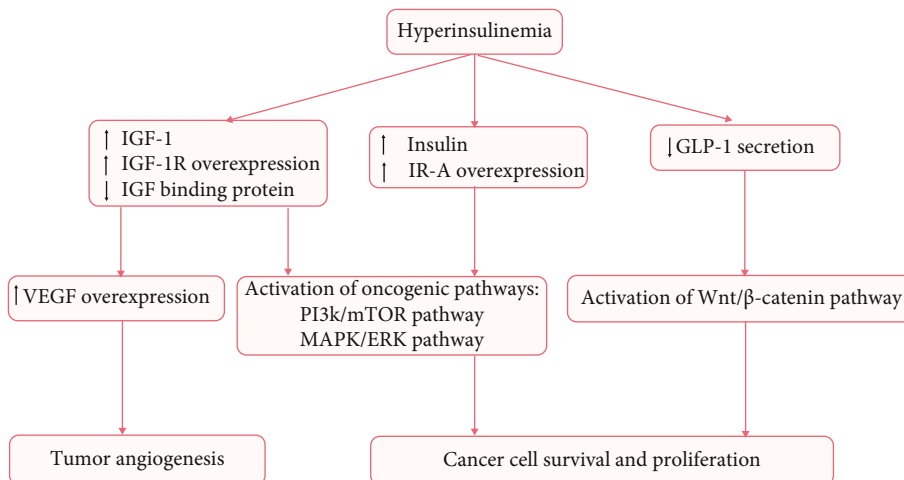 Hyperinsulinemia
↑ IGF-1
↑ IGF-1R overexpression
↓ IGF binding protein
↑ Insulin
↑ IR-A overexpression
↓ GLP-1 secretion
↑ VEGF overexpression
Activation of oncogenic pathways:
PI3k/mTOR pathway
MAPK/ERK pathway
Activation of Wnt/β-catenin pathway
Tumor angiogenesis
Cancer cell survival and proliferation